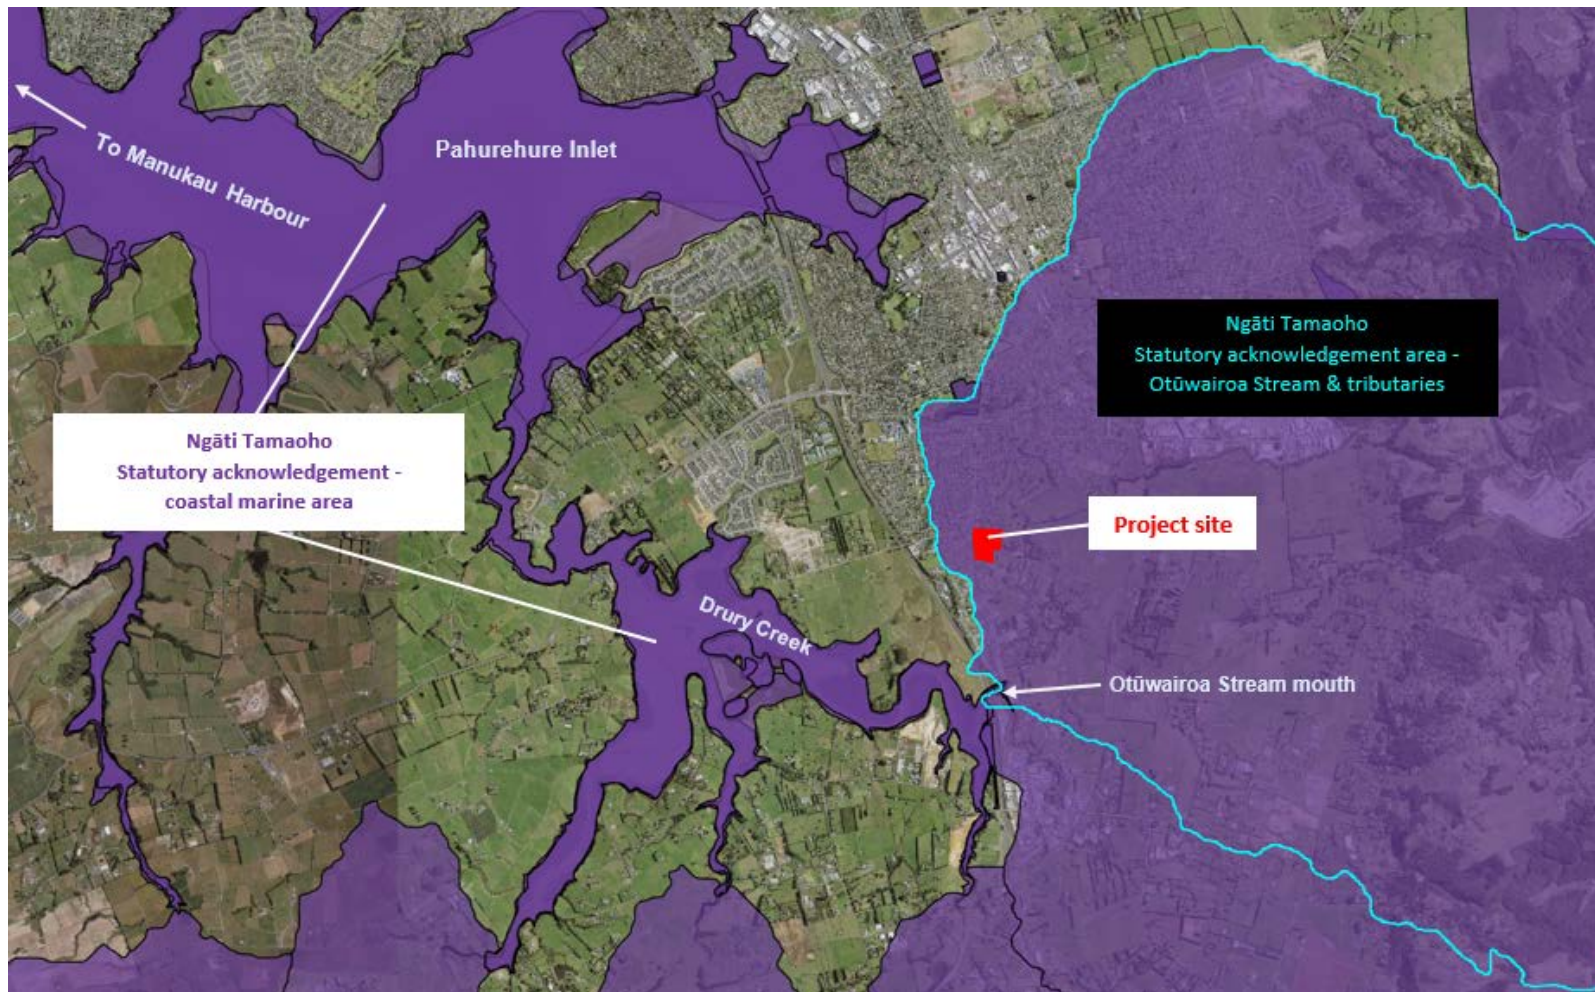 Pahurehure Inlet
To Manukau Harbour
Ngāti Tamaoho
Statutory acknowledgement area -
Otūwairoa Stream & tributaries
Ngāti Tamaoho
Statutory acknowledgement -
coastal marine area
Project site
Drury Creek
Otūwairoa Stream mouth